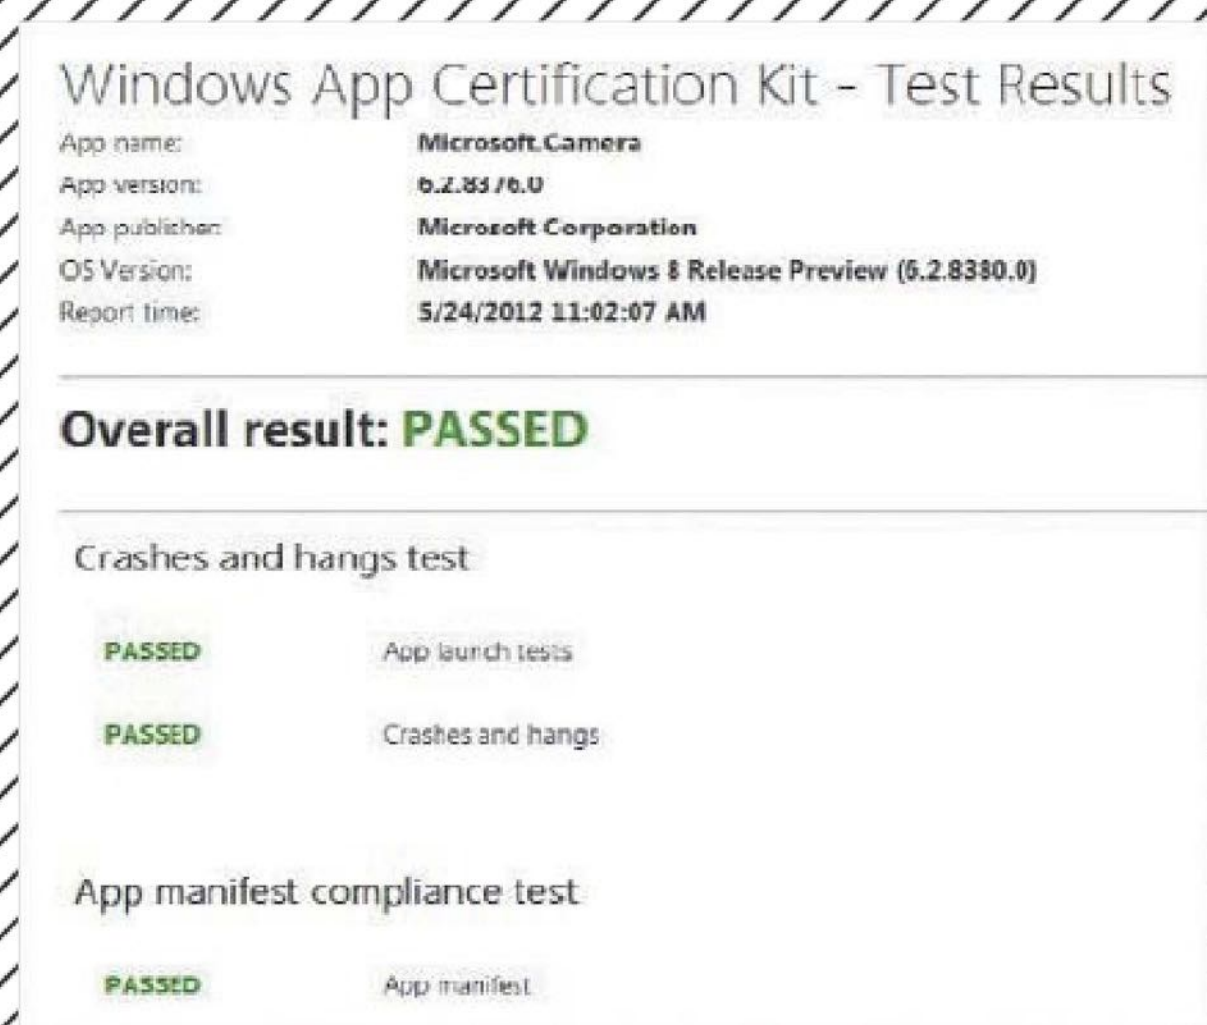 Windows App Certification Kit - Test Results
App name: Microsoft.Camera
App version: 6.2.8376.0
App publisher: Microsoft Corporation
OS Version: Microsoft Windows 8 Release Preview (6.2.8380.0)
Report time: 5/24/2012 11:02:07 AM
Overall result: PASSED
Crashes and hangs test
PASSED App launch tests
PASSED Crashes and hangs
App manifest compliance test
PASSED App manifest